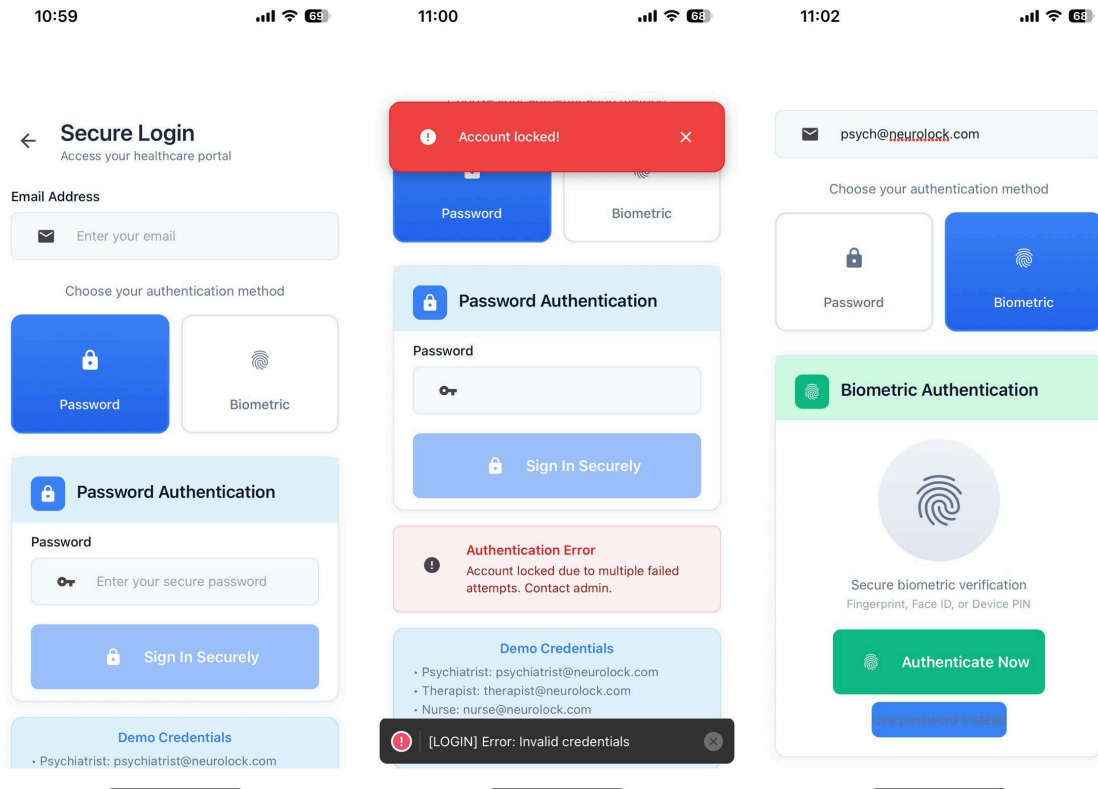 10:59
69
Secure Login
Access your healthcare portal
Email Address
Enter your email
Choose your authentication method
Password
Biometric
Password Authentication
Password
Enter your secure password
Sign In Securely
Demo Credentials
• Psychiatrist: psychiatrist@neurolock.com
11:00
68
Account locked!
Password
Biometric
Password Authentication
Password
Sign In Securely
Authentication Error
Account locked due to multiple failed
attempts. Contact admin.
Demo Credentials
• Psychiatrist: psychiatrist@neurolock.com
• Therapist: therapist@neurolock.com
• Nurse: nurse@neurolock.com
[LOGIN] Error: Invalid credentials
11:02
68
psych@neurolock.com
Choose your authentication method
Password
Biometric
Biometric Authentication
Secure biometric verification
Fingerprint, Face ID, or Device PIN
Authenticate Now
Use password instead